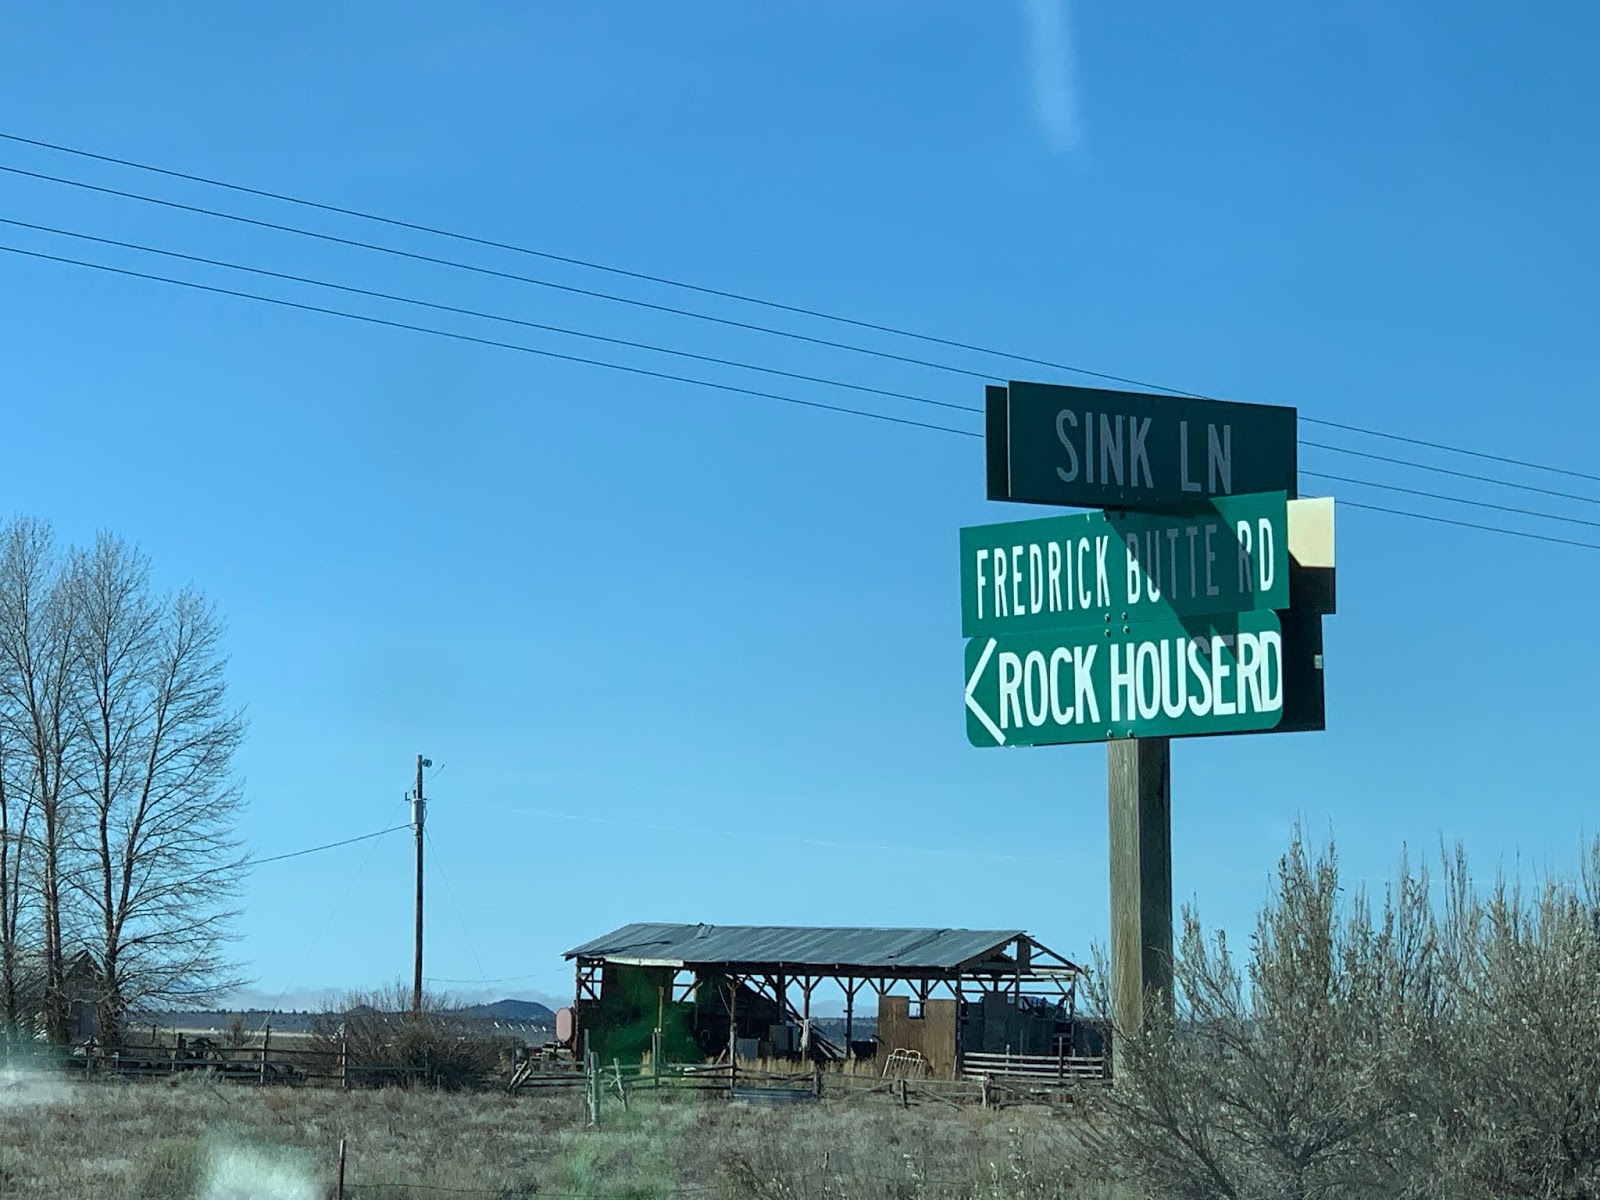 SINK LN
FREDRICK BUTTE RD
<ROCK HOUSERD